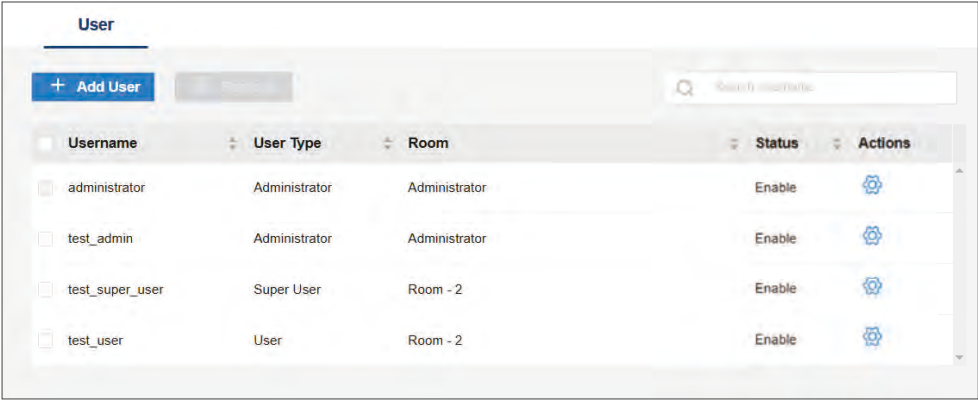 User
+ Add User
Username User Type Room Status Actions
administrator Administrator Administrator Enable
test_admin Administrator Administrator Enable
test_super_user Super User Room - 2 Enable
test_user User Room - 2 Enable